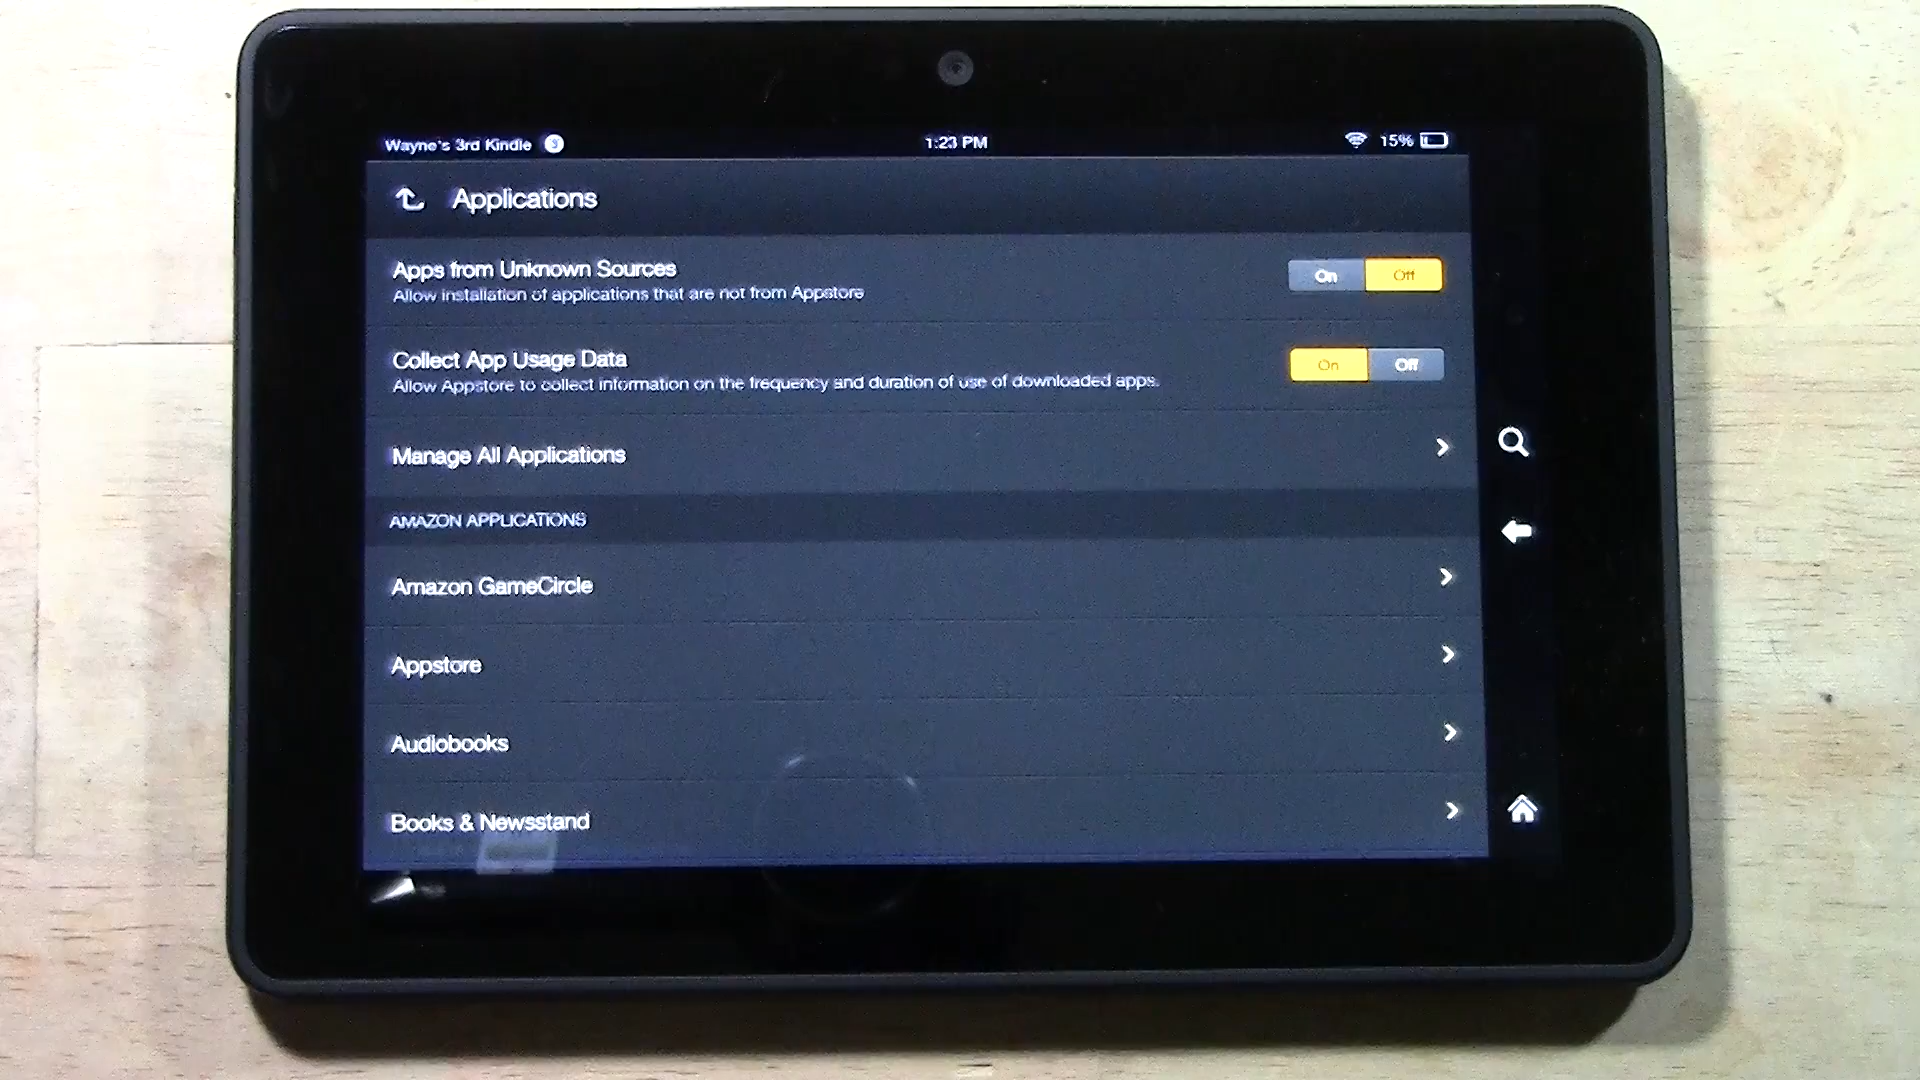 Wayne's 3rd Kindle 1:23 PM 15%
Applications
Apps from Unknown Sources
Allow installation of applications that are not from Appstore
On Off
Collect App Usage Data
Allow Appstore to collect information on the frequency and duration of use of downloaded apps.
On Off
Manage All Applications
AMAZON APPLICATIONS
Amazon GameCircle
Appstore
Audiobooks
Books & Newsstand